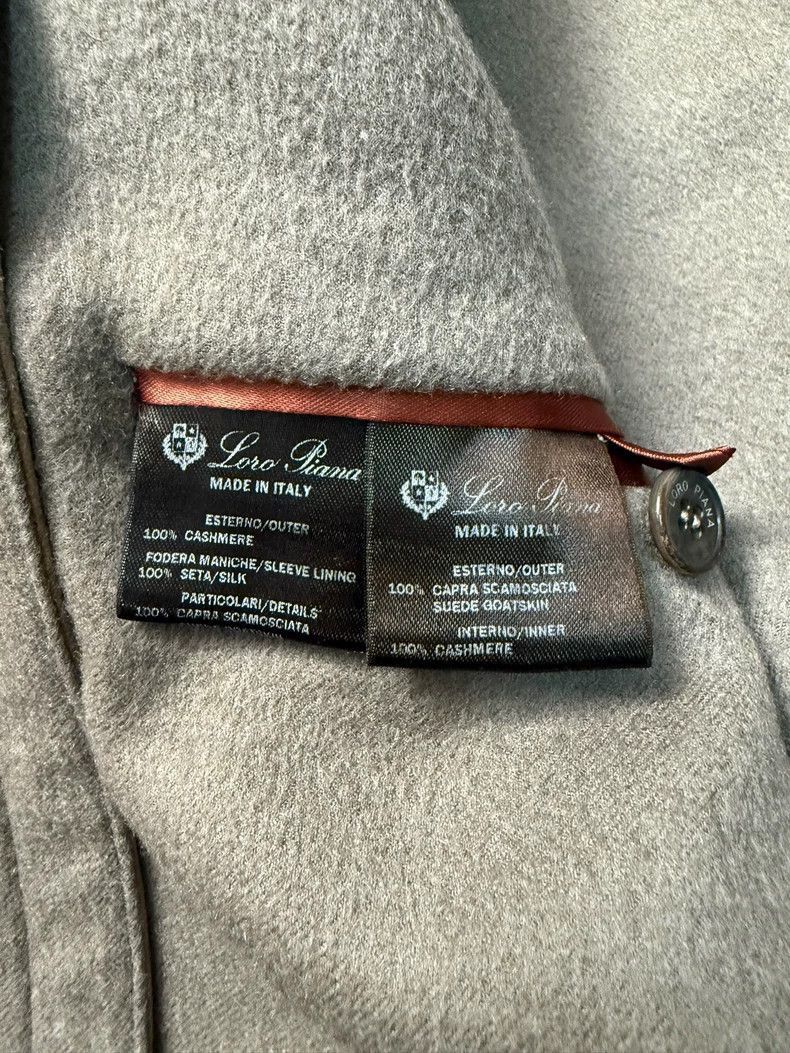 Loro Piana
MADE IN ITALY
ESTERNO/OUTER
100% CASHMERE
FODERA MANICHE/SLEEVE LINING
100% SETA/SILK
PARTICOLARI/DETAILS
100% CAPRA SCAMOSCIATA
Loro Piana
MADE IN ITALY
ESTERNO/OUTER
100% CAPRA SCAMOSCIATA
SUEDE GOATSKIN
INTERNO/INNER
100% CASHMERE
LORO PIANA